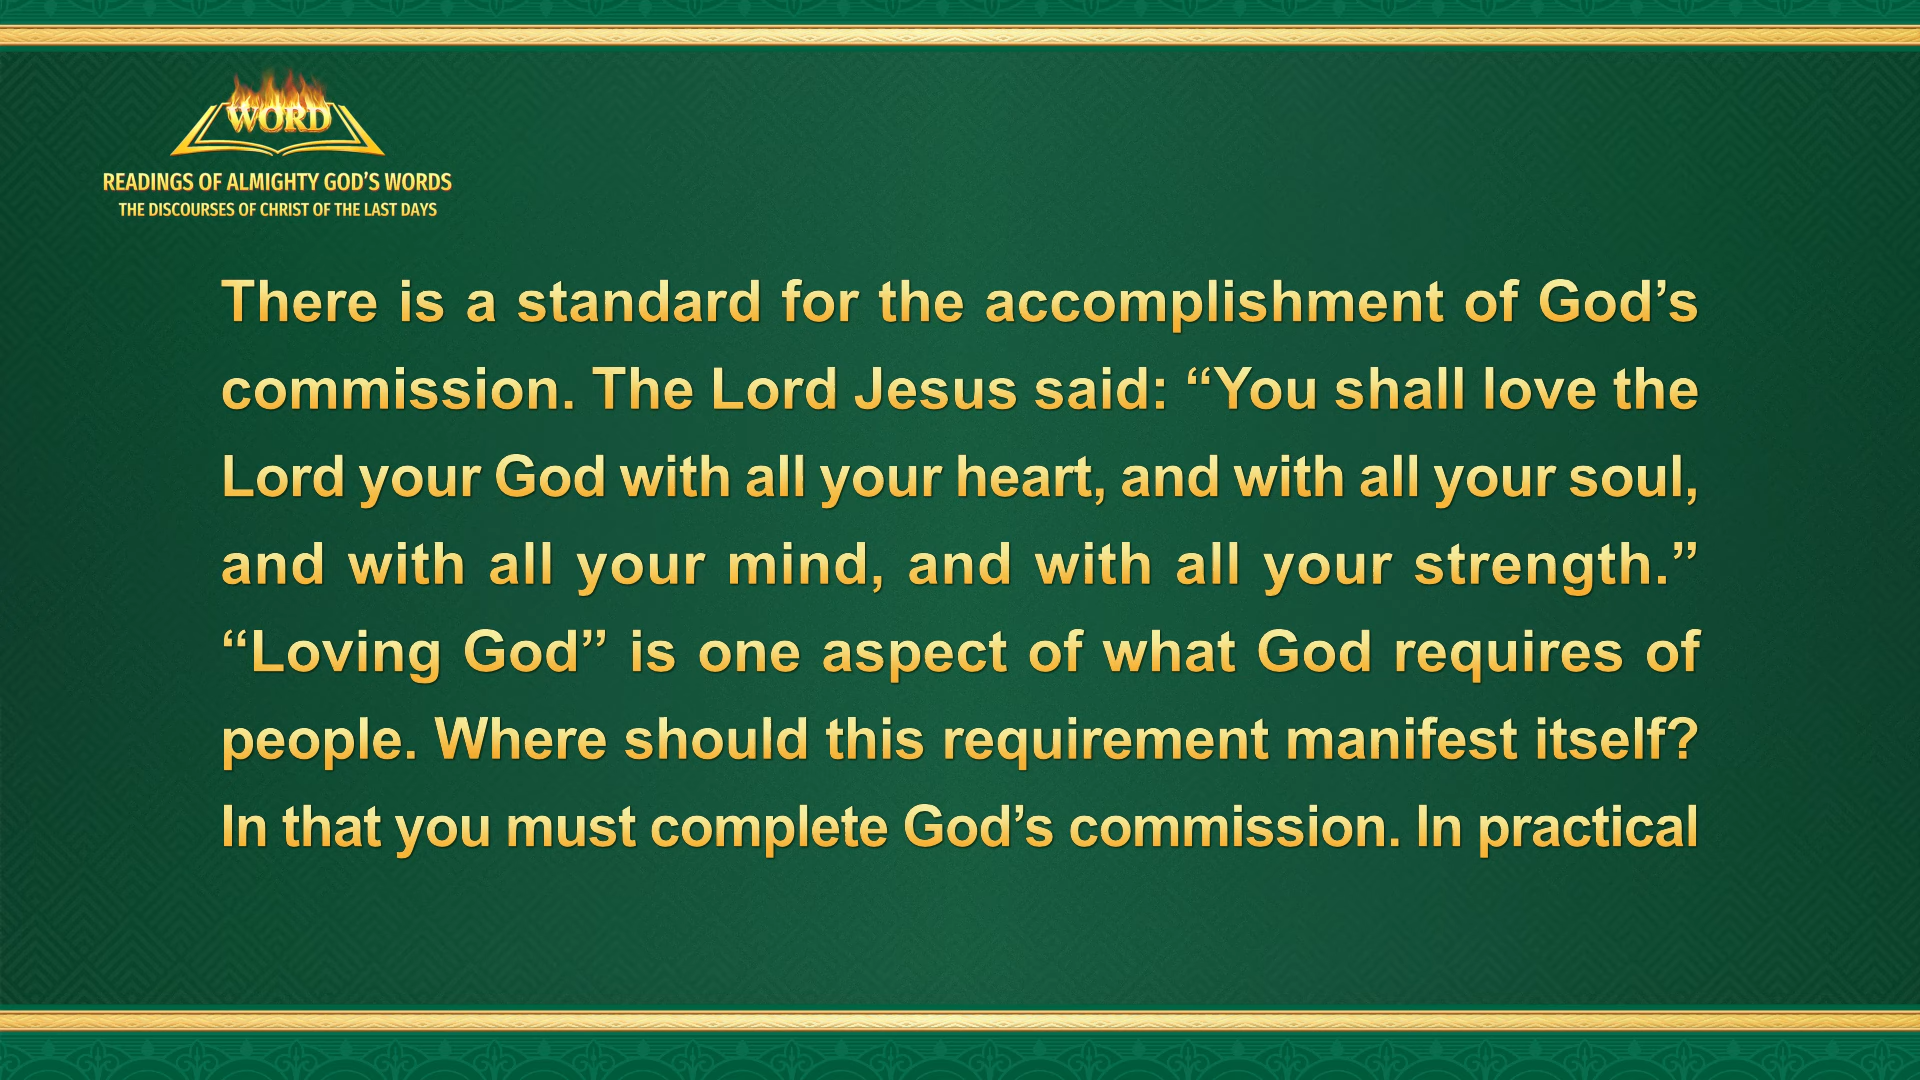 WORD
READINGS OF ALMIGHTY GOD’S WORDS
THE DISCOURSES OF CHRIST OF THE LAST DAYS
There is a standard for the accomplishment of God’s
commission. The Lord Jesus said: “You shall love the
Lord your God with all your heart, and with all your soul,
and with all your mind, and with all your strength.”
“Loving God” is one aspect of what God requires of
people. Where should this requirement manifest itself?
In that you must complete God’s commission. In practical